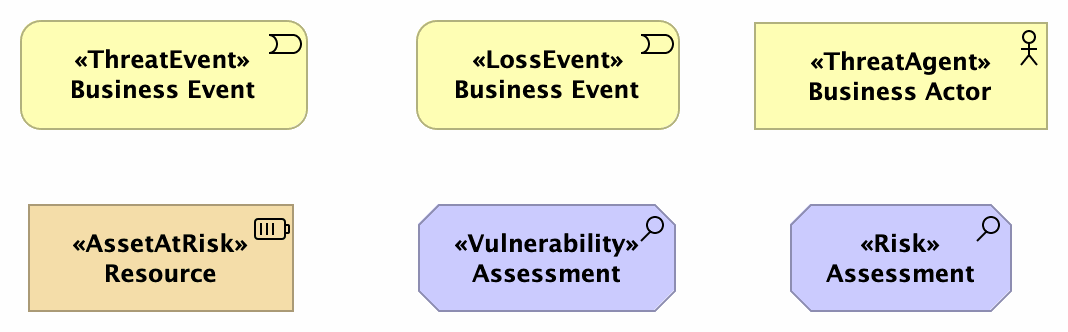 «ThreatEvent»
Business Event
«LossEvent»
Business Event
«ThreatAgent»
Business Actor
«AssetAtRisk»
Resource
«Vulnerability»
Assessment
«Risk»
Assessment